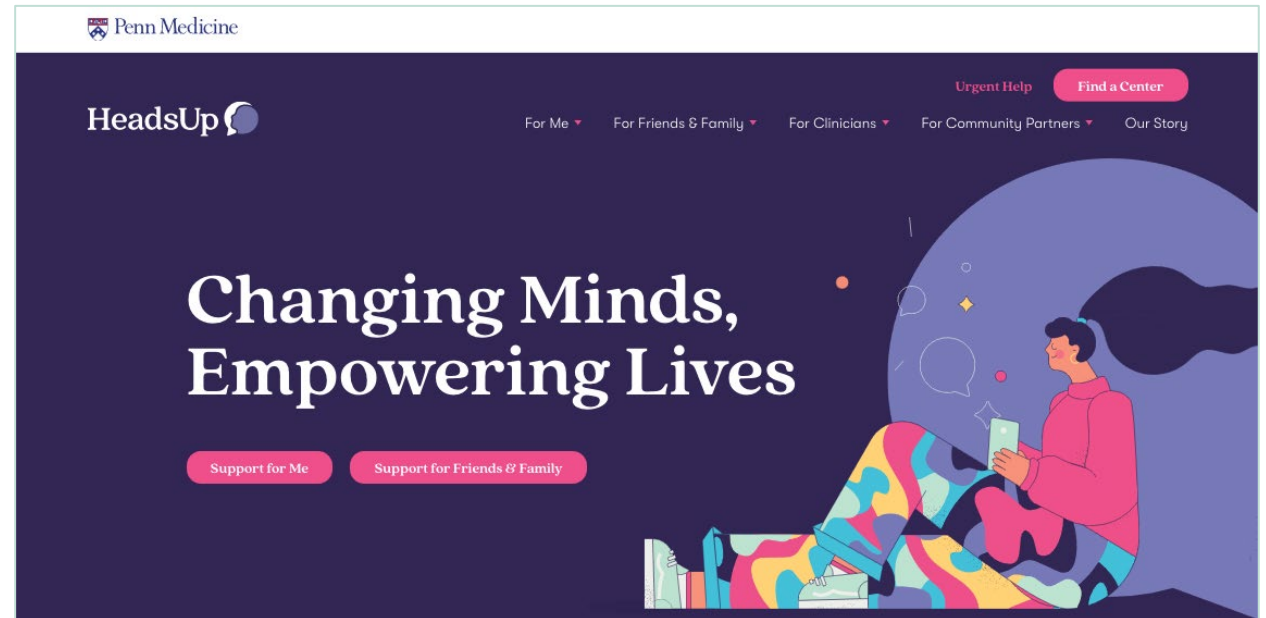 Penn Medicine
Urgent Help
Find a Center
HeadsUp
For Me
For Friends & Family
For Clinicians
For Community Partners
Our Story
Changing Minds,
Empowering Lives
Support for Me
Support for Friends & Family